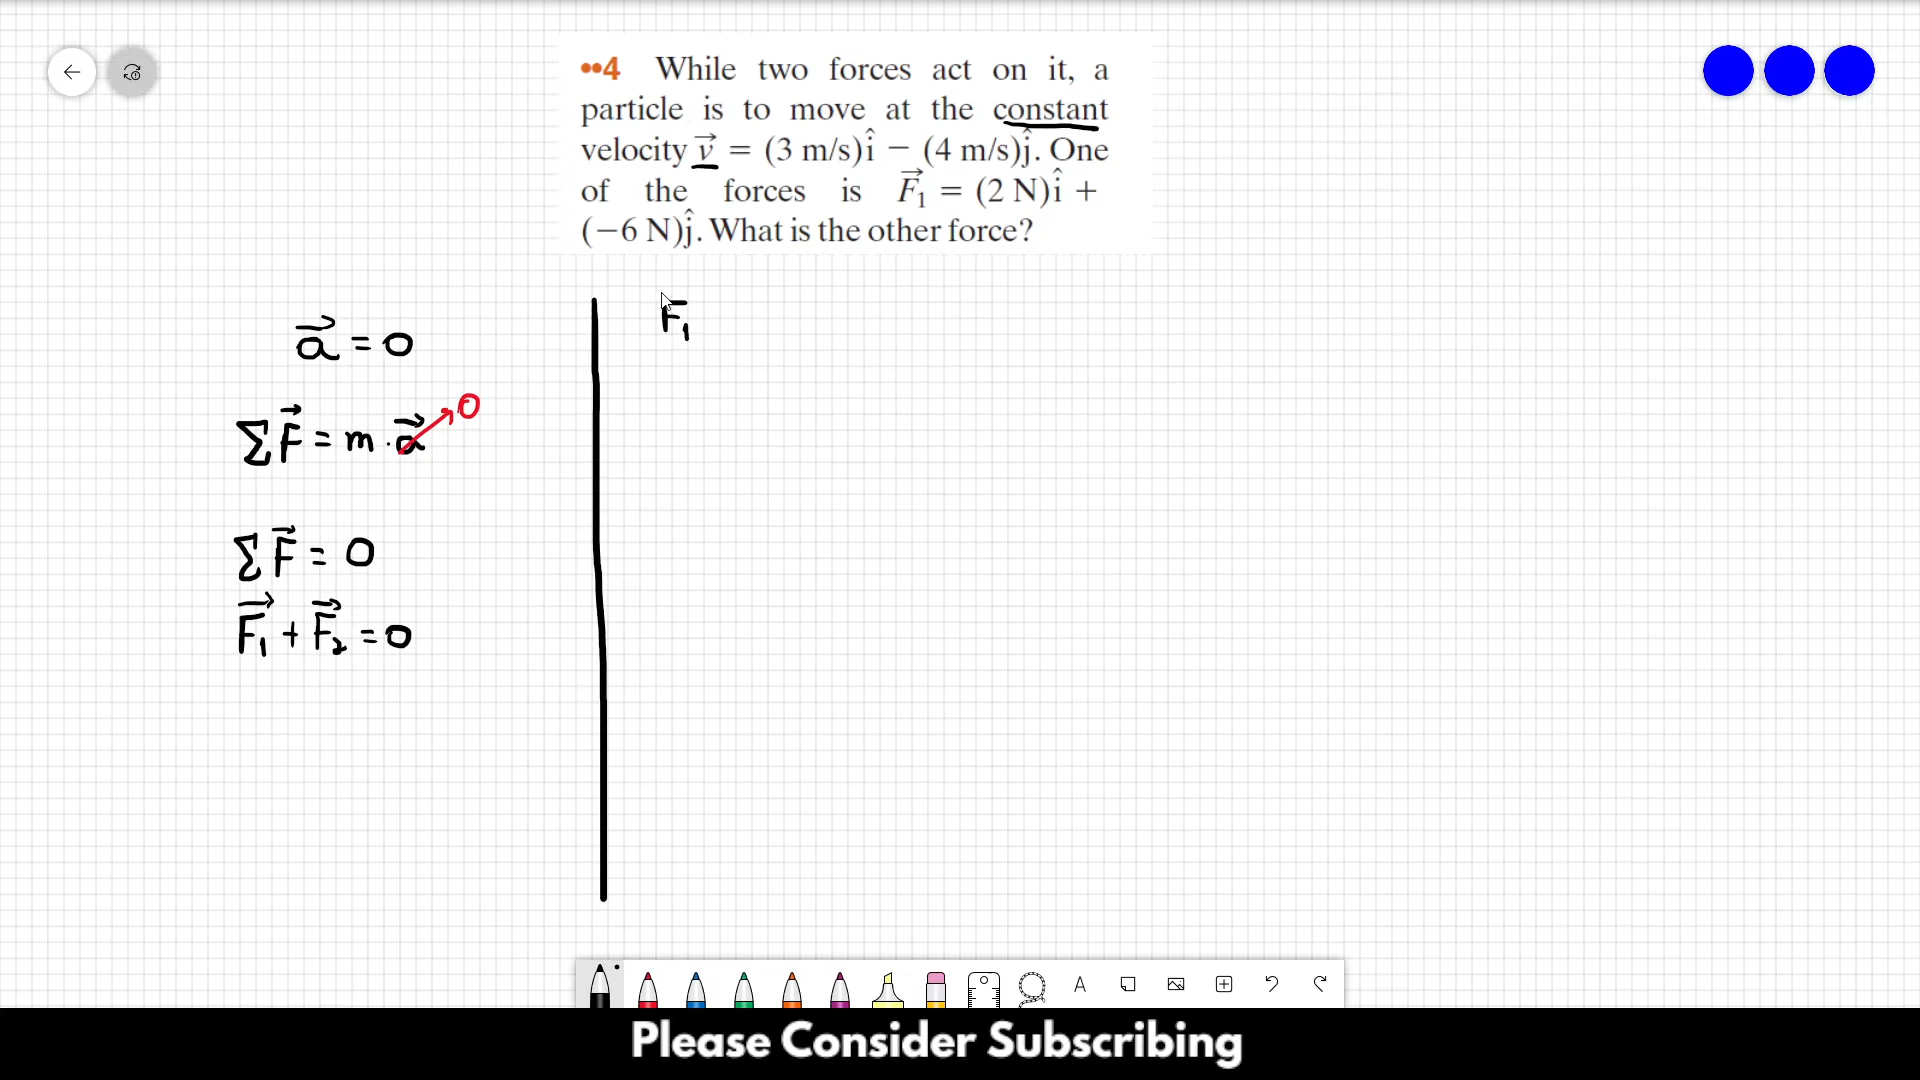 ••4 While two forces act on it, a
particle is to move at the constant
velocity v⃗ = (3 m/s)î − (4 m/s)ĵ. One
of the forces is F⃗₁ = (2 N)î +
(−6 N)ĵ. What is the other force?
a⃗ = 0
ΣF⃗ = m · a⃗ 0
ΣF⃗ = 0
F⃗₁ + F⃗₂ = 0
F₁
A
Please Consider Subscribing